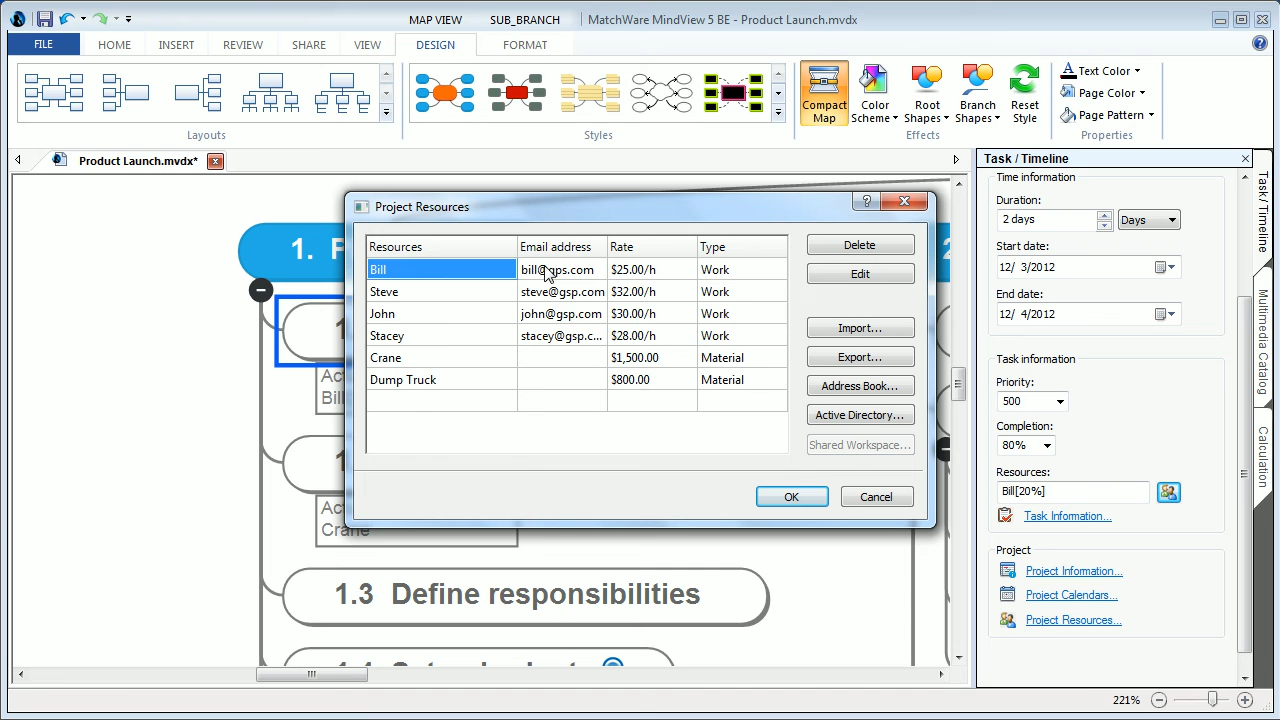 MAP VIEW SUB_BRANCH MatchWare MindView 5 BE - Product Launch.mvdx
FILE HOME INSERT REVIEW SHARE VIEW DESIGN FORMAT
Compact Map
Color Scheme
Root Shapes
Branch Shapes
Reset Style
Text Color
Page Color
Page Pattern
Layouts Styles Effects Properties
Product Launch.mvdx*
Task / Timeline
Time information
Duration:
2 days Days
Start date:
12/ 3/2012
End date:
12/ 4/2012
Task information
Priority:
500
Completion:
80%
Resources:
Bill[20%]
Task Information...
Project
Project Information...
Project Calendars...
Project Resources...
Task/Timeline
Multimedia Catalog
Calculation
Project Resources
Resources Email address Rate Type
Bill $25.00/h Work
Steve steve@gsp.com $32.00/h Work
John john@gsp.com $30.00/h Work
Stacey stacey@gsp.c... $28.00/h Work
Crane $1,500.00 Material
Dump Truck $800.00 Material
Delete
Edit
Import...
Export...
Address Book...
Active Directory...
Shared Workspace...
OK Cancel
1.
Crane
1.3 Define responsibilities
221%